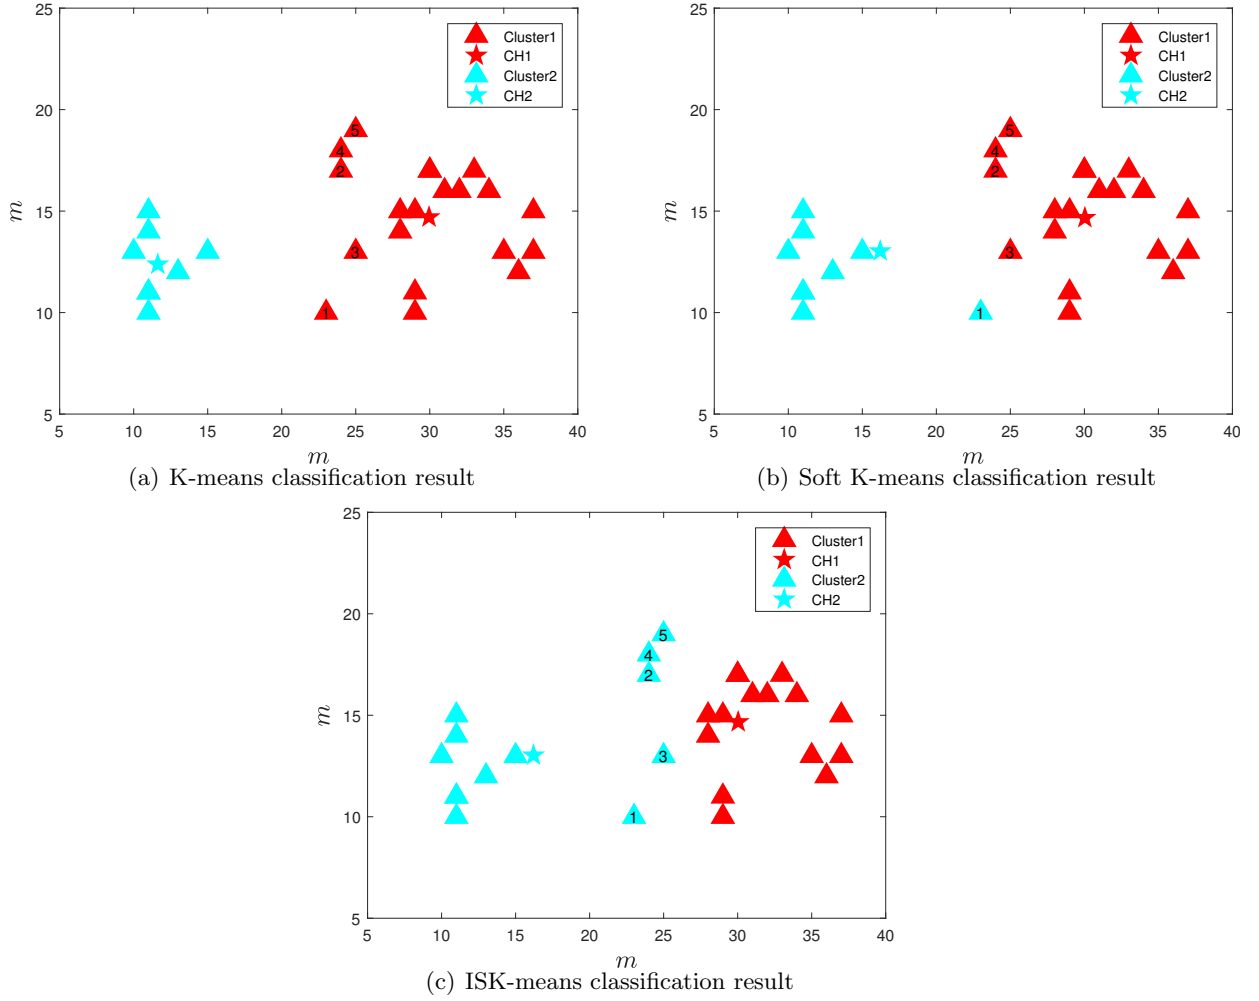 25
20
15
10
5
m
5 10 15 20 25 30 35 40
m
Cluster1
CH1
Cluster2
CH2
5
4
2
3
1
(a) K-means classification result
25
20
15
10
5
m
5 10 15 20 25 30 35 40
m
Cluster1
CH1
Cluster2
CH2
5
4
2
3
1
(b) Soft K-means classification result
25
20
15
10
5
m
5 10 15 20 25 30 35 40
m
Cluster1
CH1
Cluster2
CH2
5
4
2
3
1
(c) ISK-means classification result